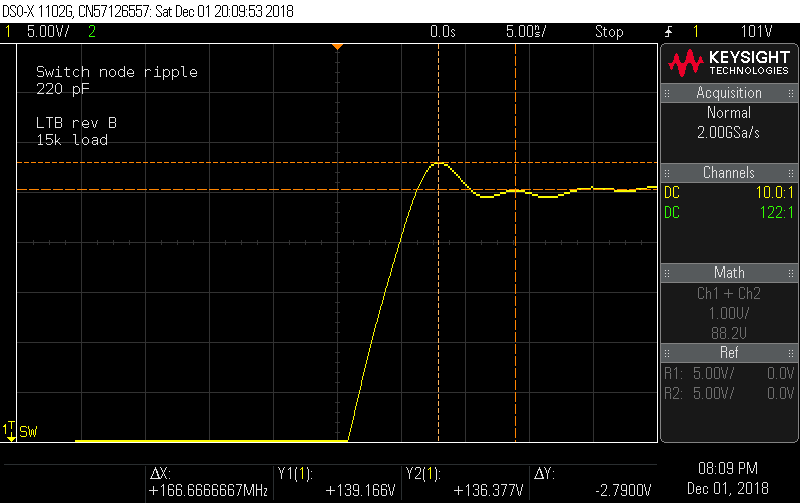 DSO-X 1102G, CN57126557: Sat Dec 01 20:09:53 2018
1 5.00V/ 2 0.0s 5.00ns/ Stop 1 101V
Switch node ripple
220 pF
LTB rev B
15k load
KEYSIGHT
TECHNOLOGIES
Acquisition
Normal
2.00GSa/s
Channels
DC 10.0:1
DC 122:1
Math
Ch1 + Ch2
1.00V/
88.2V
Ref
R1: 5.00V/ 0.0V
R2: 5.00V/ 0.0V
1 T SW
ΔX: Y1(1): Y2(1): ΔY:
+166.6666667MHz +139.166V +136.377V -2.7900V
08:09 PM
Dec 01, 2018